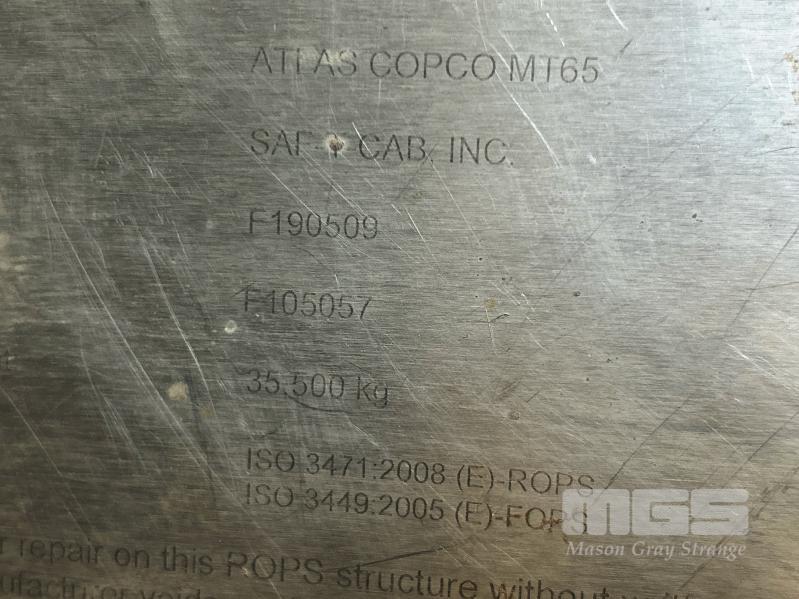 ATLAS COPCO MT65
SAF-T CAB, INC.
F190509
F105057
35,500 kg
ISO 3471:2008 (E)-ROPS
ISO 3449:2005 (E)-FOPS
MGS
Mason Gray Strange
repair on this ROPS structure without